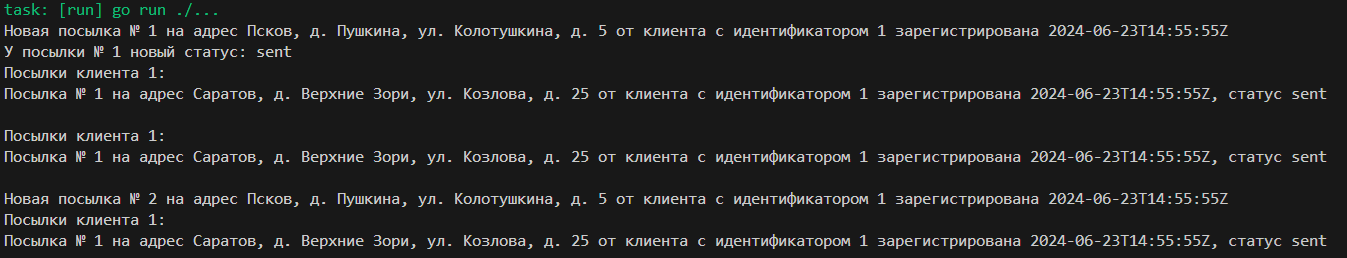 task: [run] go run ./...
Новая посылка № 1 на адрес Псков, д. Пушкина, ул. Колотушкина, д. 5 от клиента с идентификатором 1 зарегистрирована 2024-06-23T14:55:55Z
У посылки № 1 новый статус: sent
Посылки клиента 1:
Посылка № 1 на адрес Саратов, д. Верхние Зори, ул. Козлова, д. 25 от клиента с идентификатором 1 зарегистрирована 2024-06-23T14:55:55Z, статус sent
Посылки клиента 1:
Посылка № 1 на адрес Саратов, д. Верхние Зори, ул. Козлова, д. 25 от клиента с идентификатором 1 зарегистрирована 2024-06-23T14:55:55Z, статус sent
Новая посылка № 2 на адрес Псков, д. Пушкина, ул. Колотушкина, д. 5 от клиента с идентификатором 1 зарегистрирована 2024-06-23T14:55:55Z
Посылки клиента 1:
Посылка № 1 на адрес Саратов, д. Верхние Зори, ул. Козлова, д. 25 от клиента с идентификатором 1 зарегистрирована 2024-06-23T14:55:55Z, статус sent